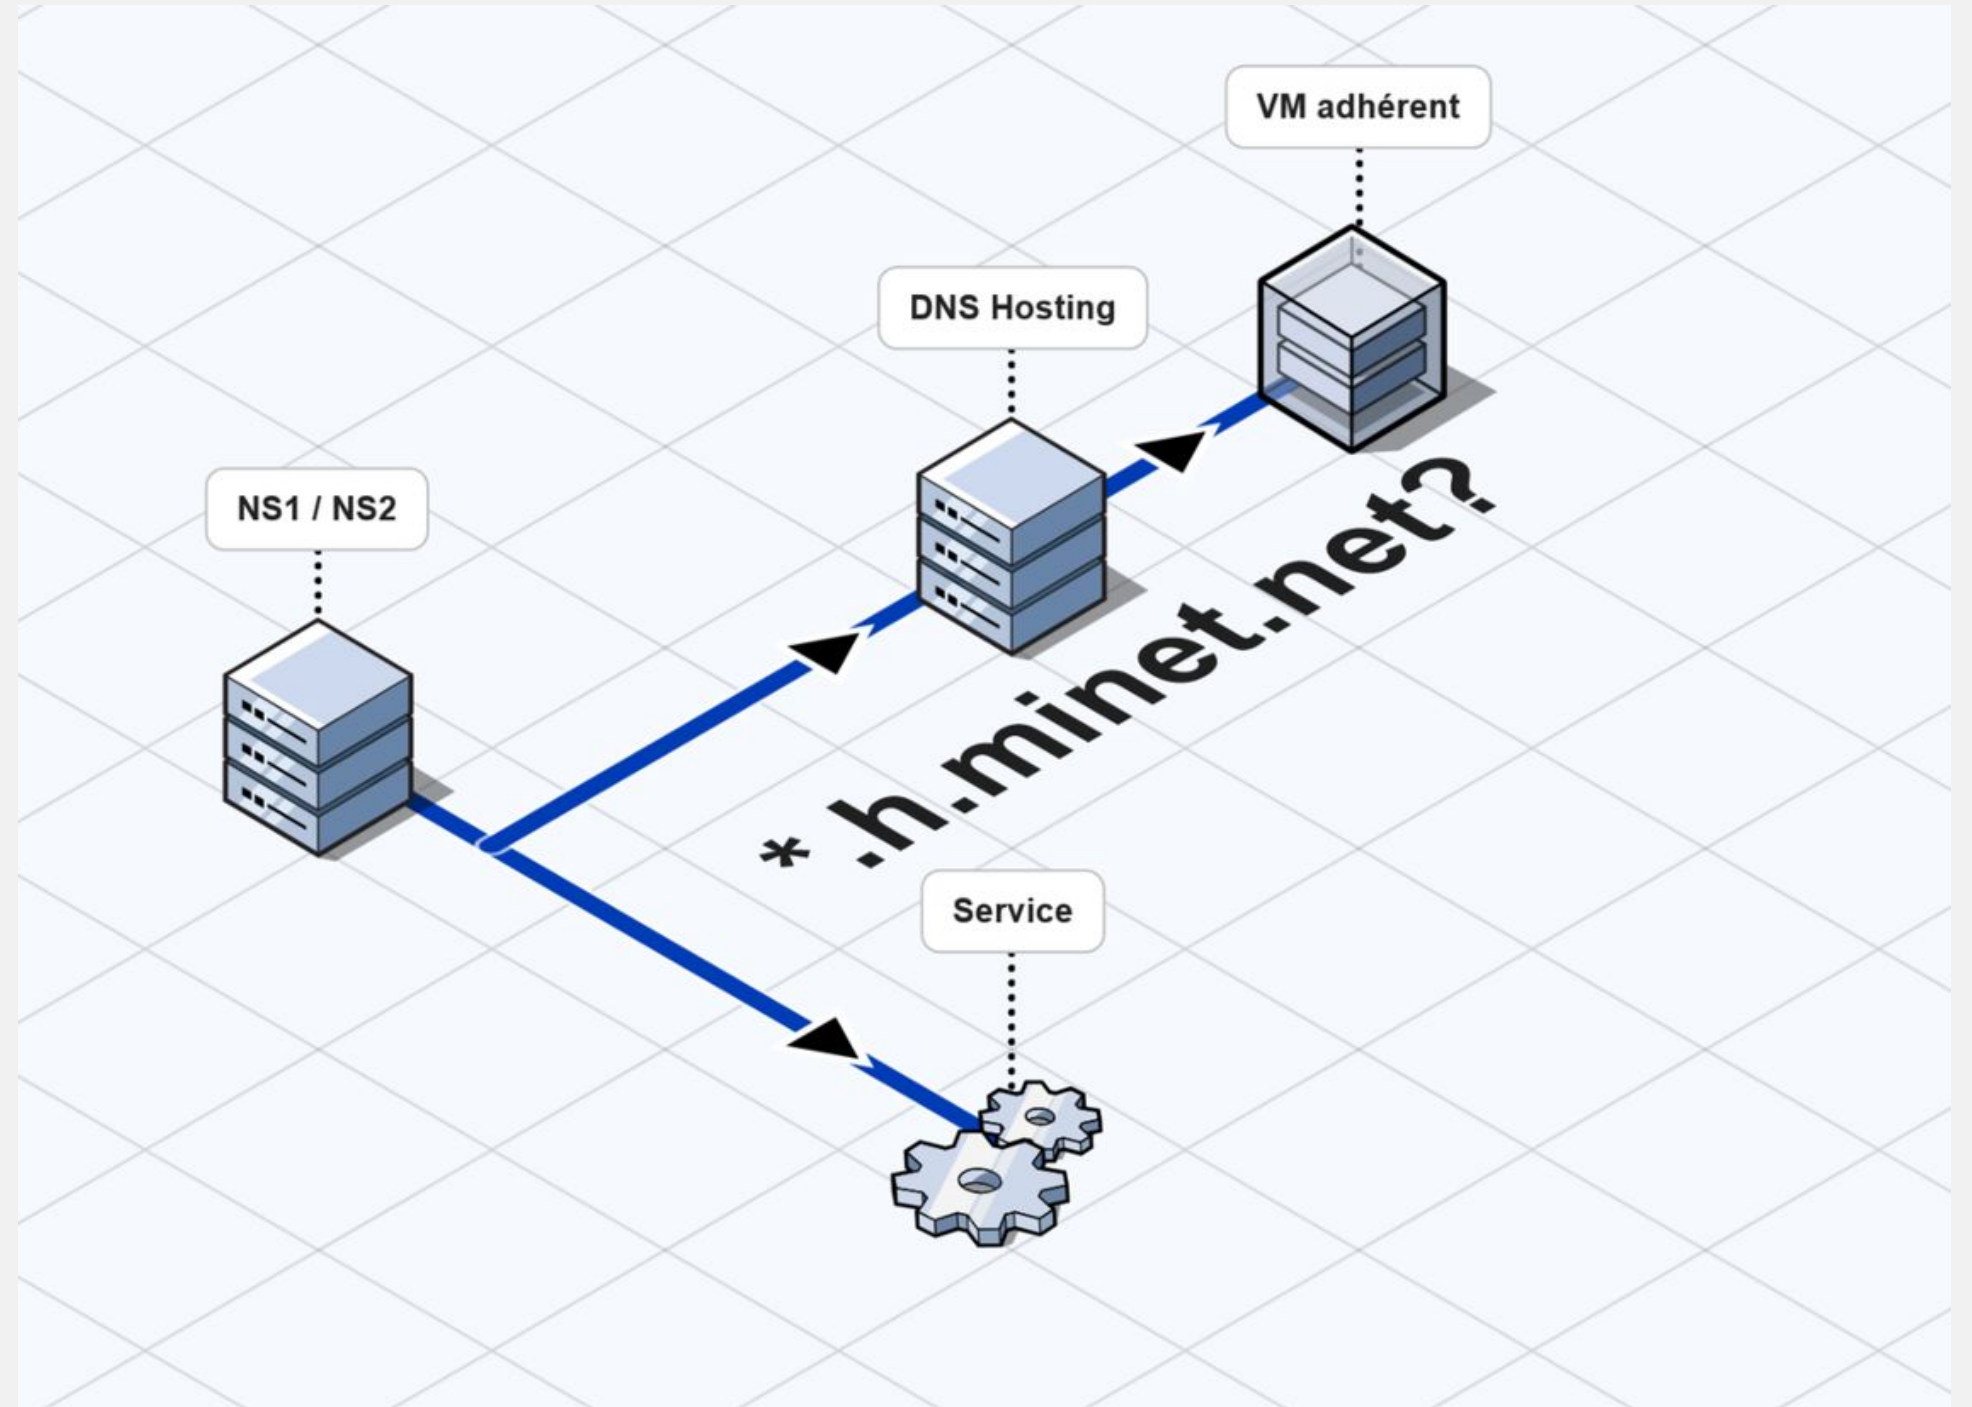 VM adhérent
DNS Hosting
NS1 / NS2
* .h.minet.net?
Service